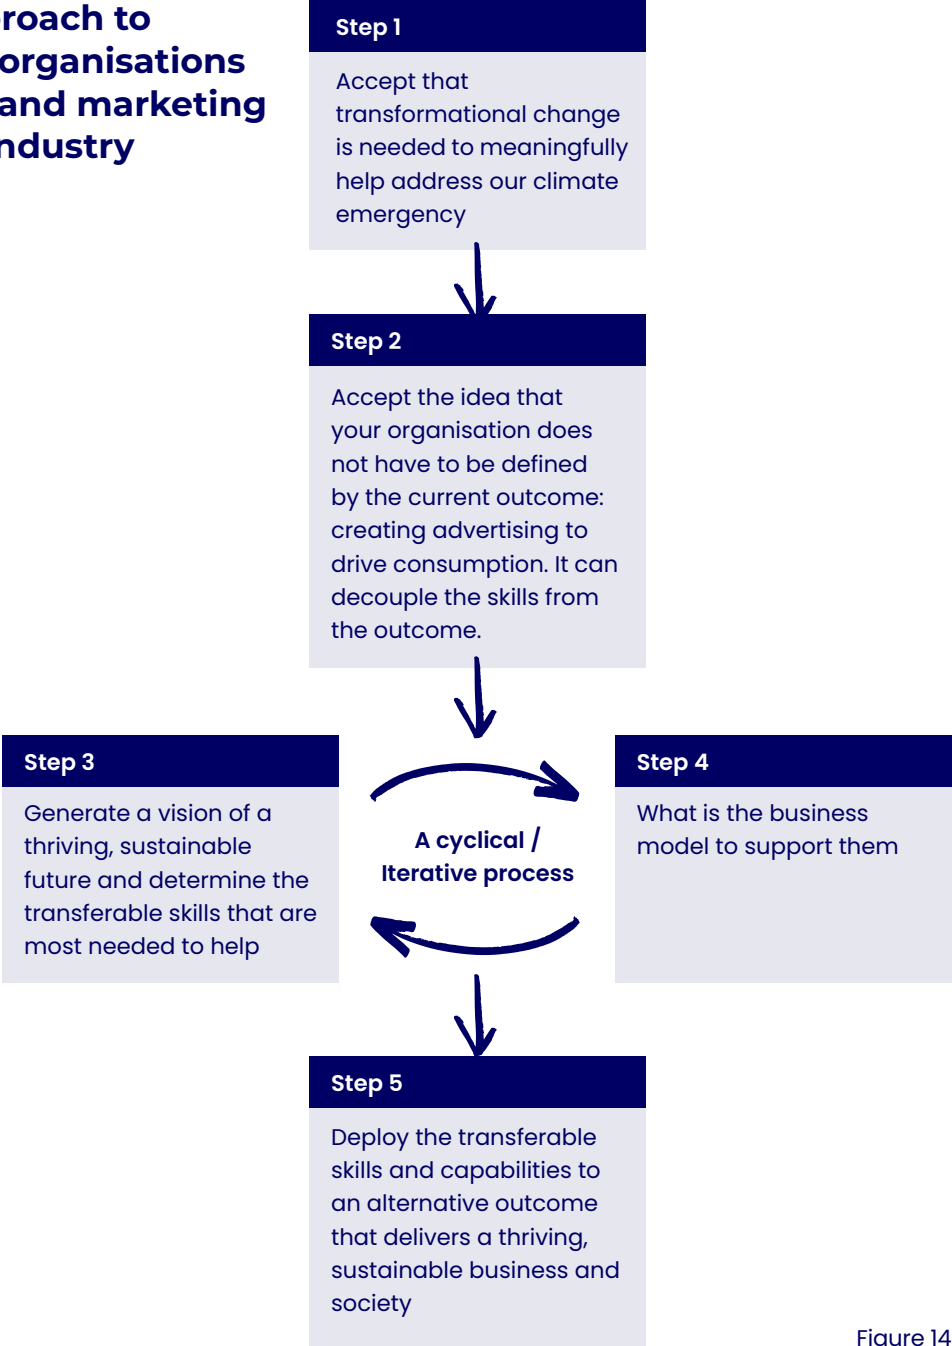 roach to
organisations
and marketing
ndustry
Step 1
Accept that
transformational change
is needed to meaningfully
help address our climate
emergency
Step 2
Accept the idea that
your organisation does
not have to be defined
by the current outcome:
creating advertising to
drive consumption. It can
decouple the skills from
the outcome.
Step 3
Generate a vision of a
thriving, sustainable
future and determine the
transferable skills that are
most needed to help
A cyclical /
Iterative process
Step 4
What is the business
model to support them
Step 5
Deploy the transferable
skills and capabilities to
an alternative outcome
that delivers a thriving,
sustainable business and
society
Figure 14